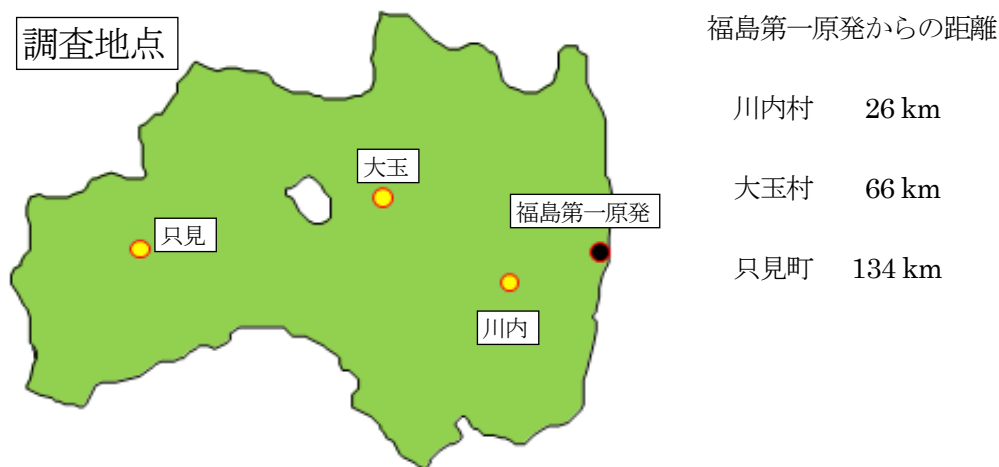 調査地点
福島第一原発からの距離
川内村 26 km
大玉村 66 km
只見町 134 km
大玉
福島第一原発
只見
川内